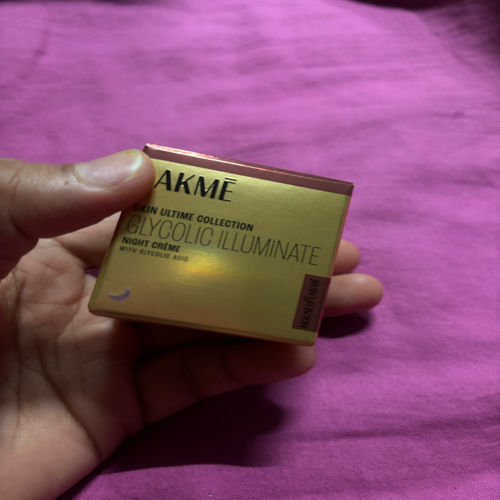 AKMĒ
SKIN ULTIME COLLECTION
GLYCOLIC ILLUMINATE
NIGHT CRÈME
WITH GLYCOLIC ACID